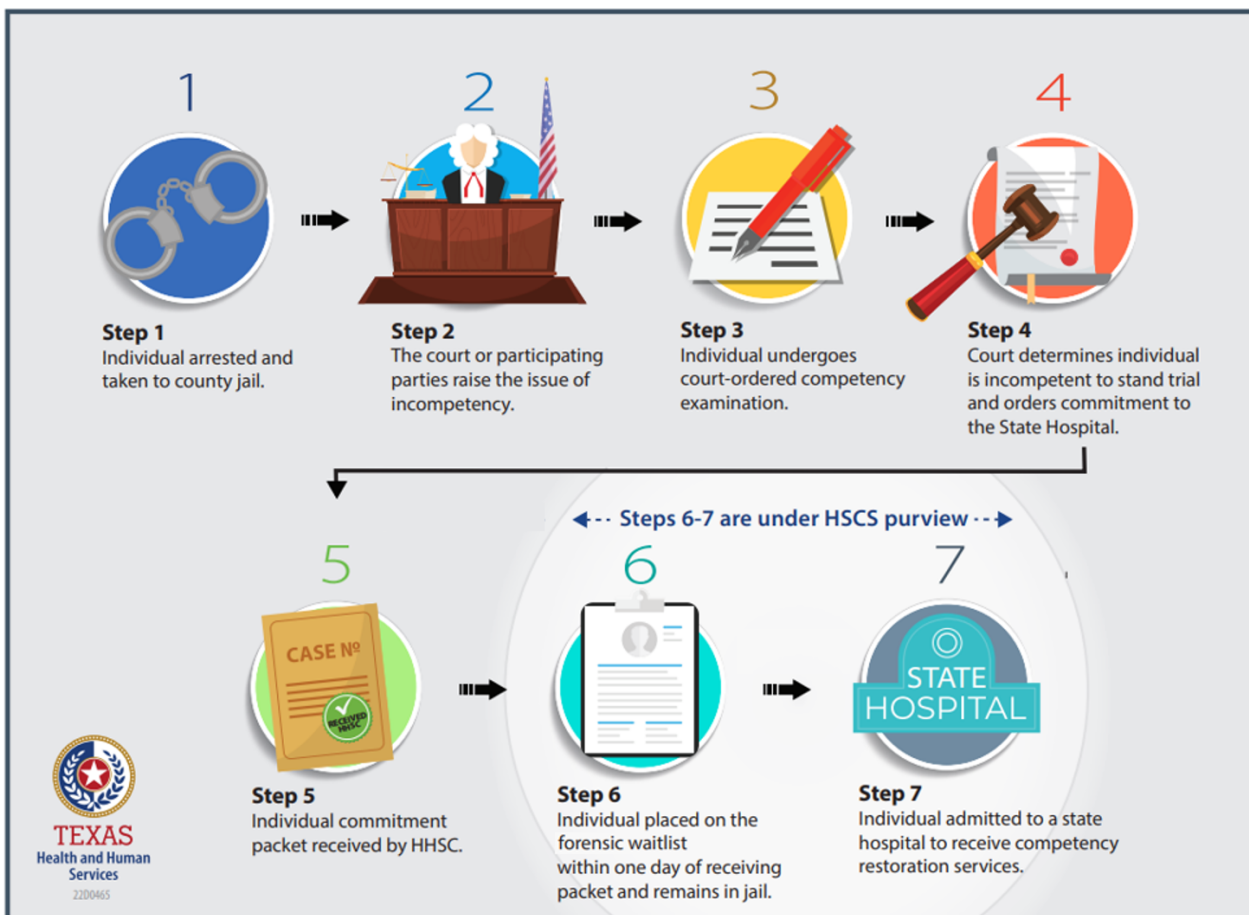 1
2
3
4
Step 1
Individual arrested and
taken to county jail.
Step 2
The court or participating
parties raise the issue of
incompetency.
Step 3
Individual undergoes
court-ordered competency
examination.
Step 4
Court determines individual
is incompetent to stand trial
and orders commitment to
the State Hospital.
Steps 6-7 are under HSCS purview
5
6
7
CASE Nº
RECEIVED
HHSC
STATE
HOSPITAL
Step 5
Individual commitment
packet received by HHSC.
Step 6
Individual placed on the
forensic waitlist
within one day of receiving
packet and remains in jail.
Step 7
Individual admitted to a state
hospital to receive competency
restoration services.
TEXAS
Health and Human
Services
22D0465